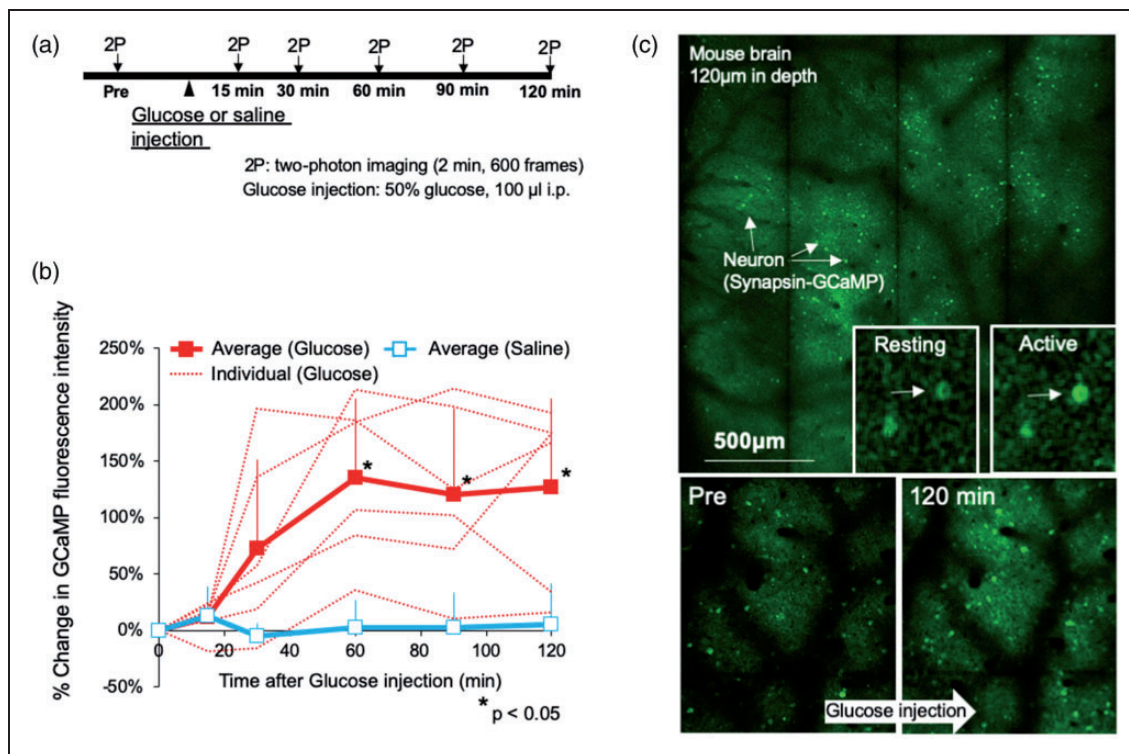 (a)
2P 2P 2P 2P 2P 2P
Pre 15 min 30 min 60 min 90 min 120 min
Glucose or saline
injection
2P: two-photon imaging (2 min, 600 frames)
Glucose injection: 50% glucose, 100 µl i.p.
(b)
Average (Glucose) Average (Saline)
Individual (Glucose)
% Change in GCaMP fluorescence intensity
250%
200%
150%
100%
50%
0%
-50%
0 20 40 60 80 100 120
* * *
Time after Glucose injection (min)
* p < 0.05
(c)
Mouse brain
120µm in depth
Neuron
(Synapsin-GCaMP)
Resting
Active
500µm
Pre
120 min
Glucose injection